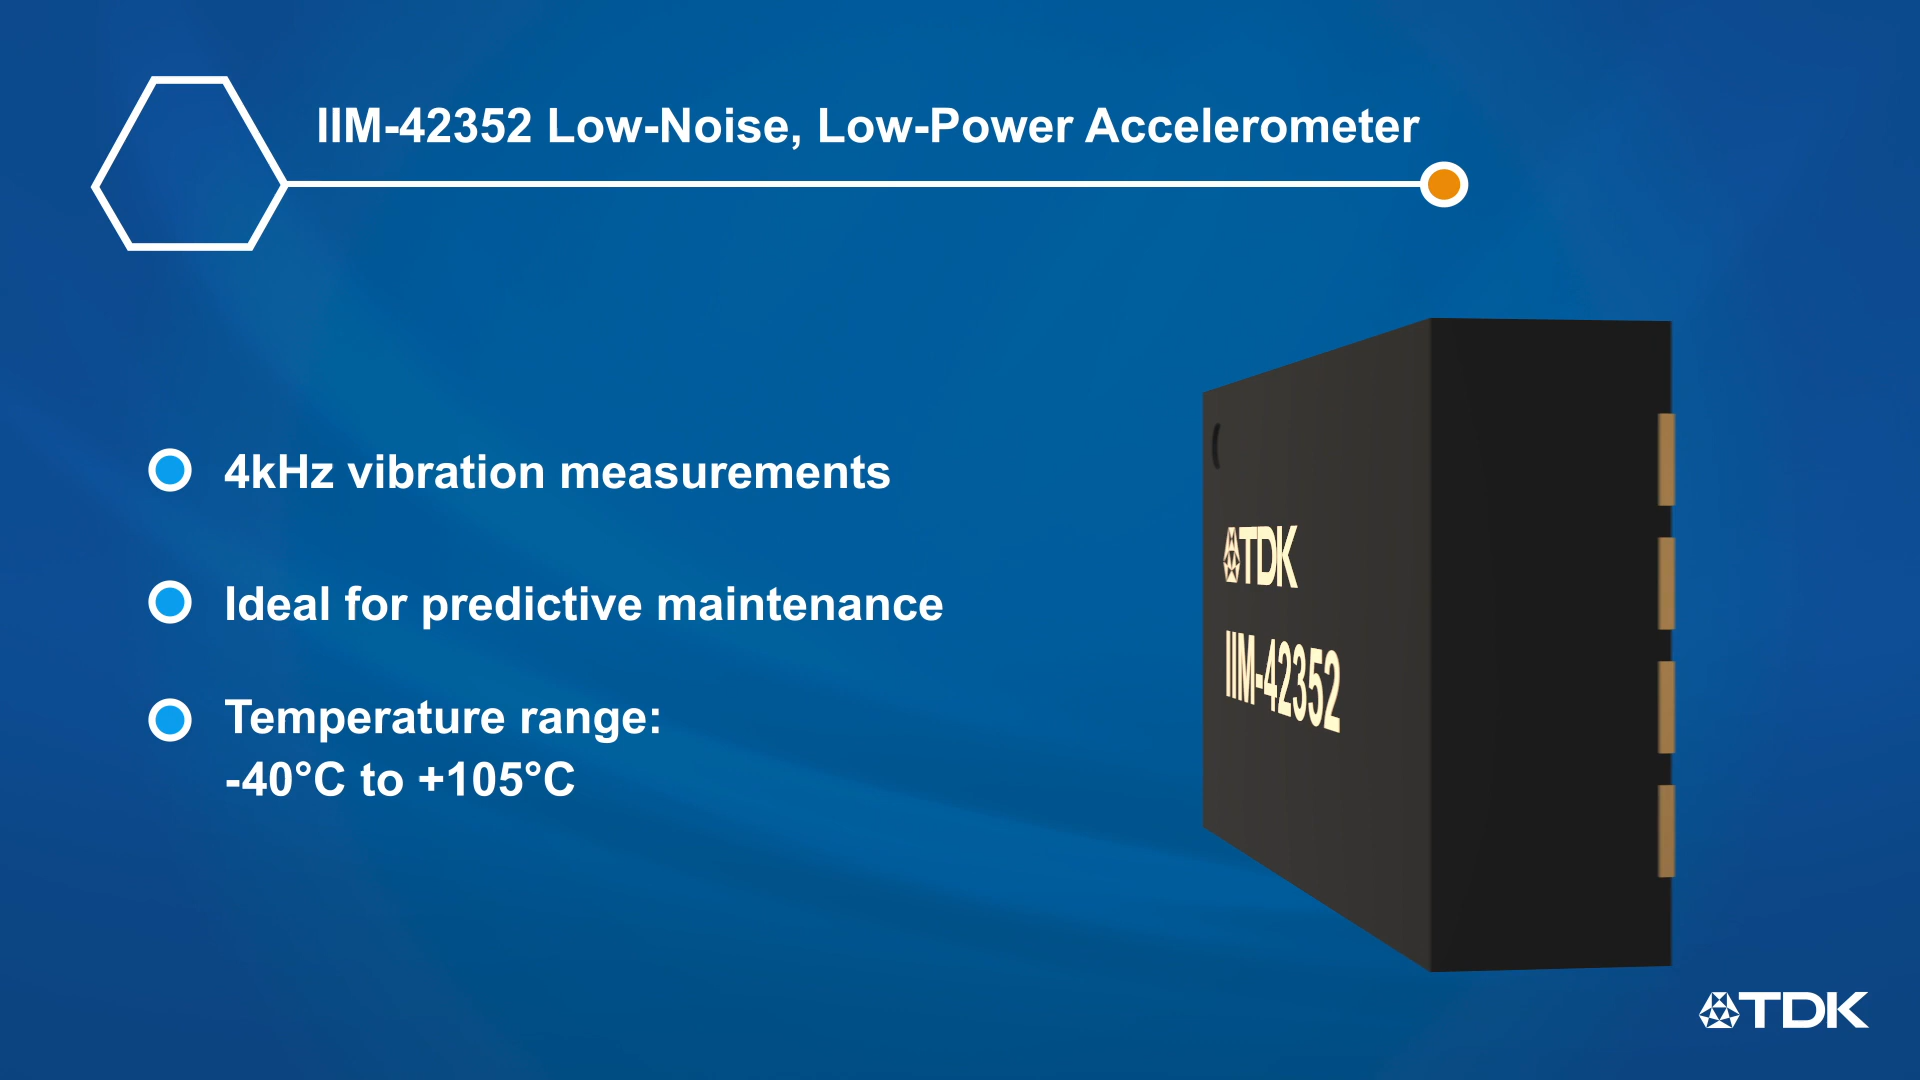 IIM-42352 Low-Noise, Low-Power Accelerometer
4kHz vibration measurements
Ideal for predictive maintenance
Temperature range:
-40°C to +105°C
TDK
IIM-42352
TDK